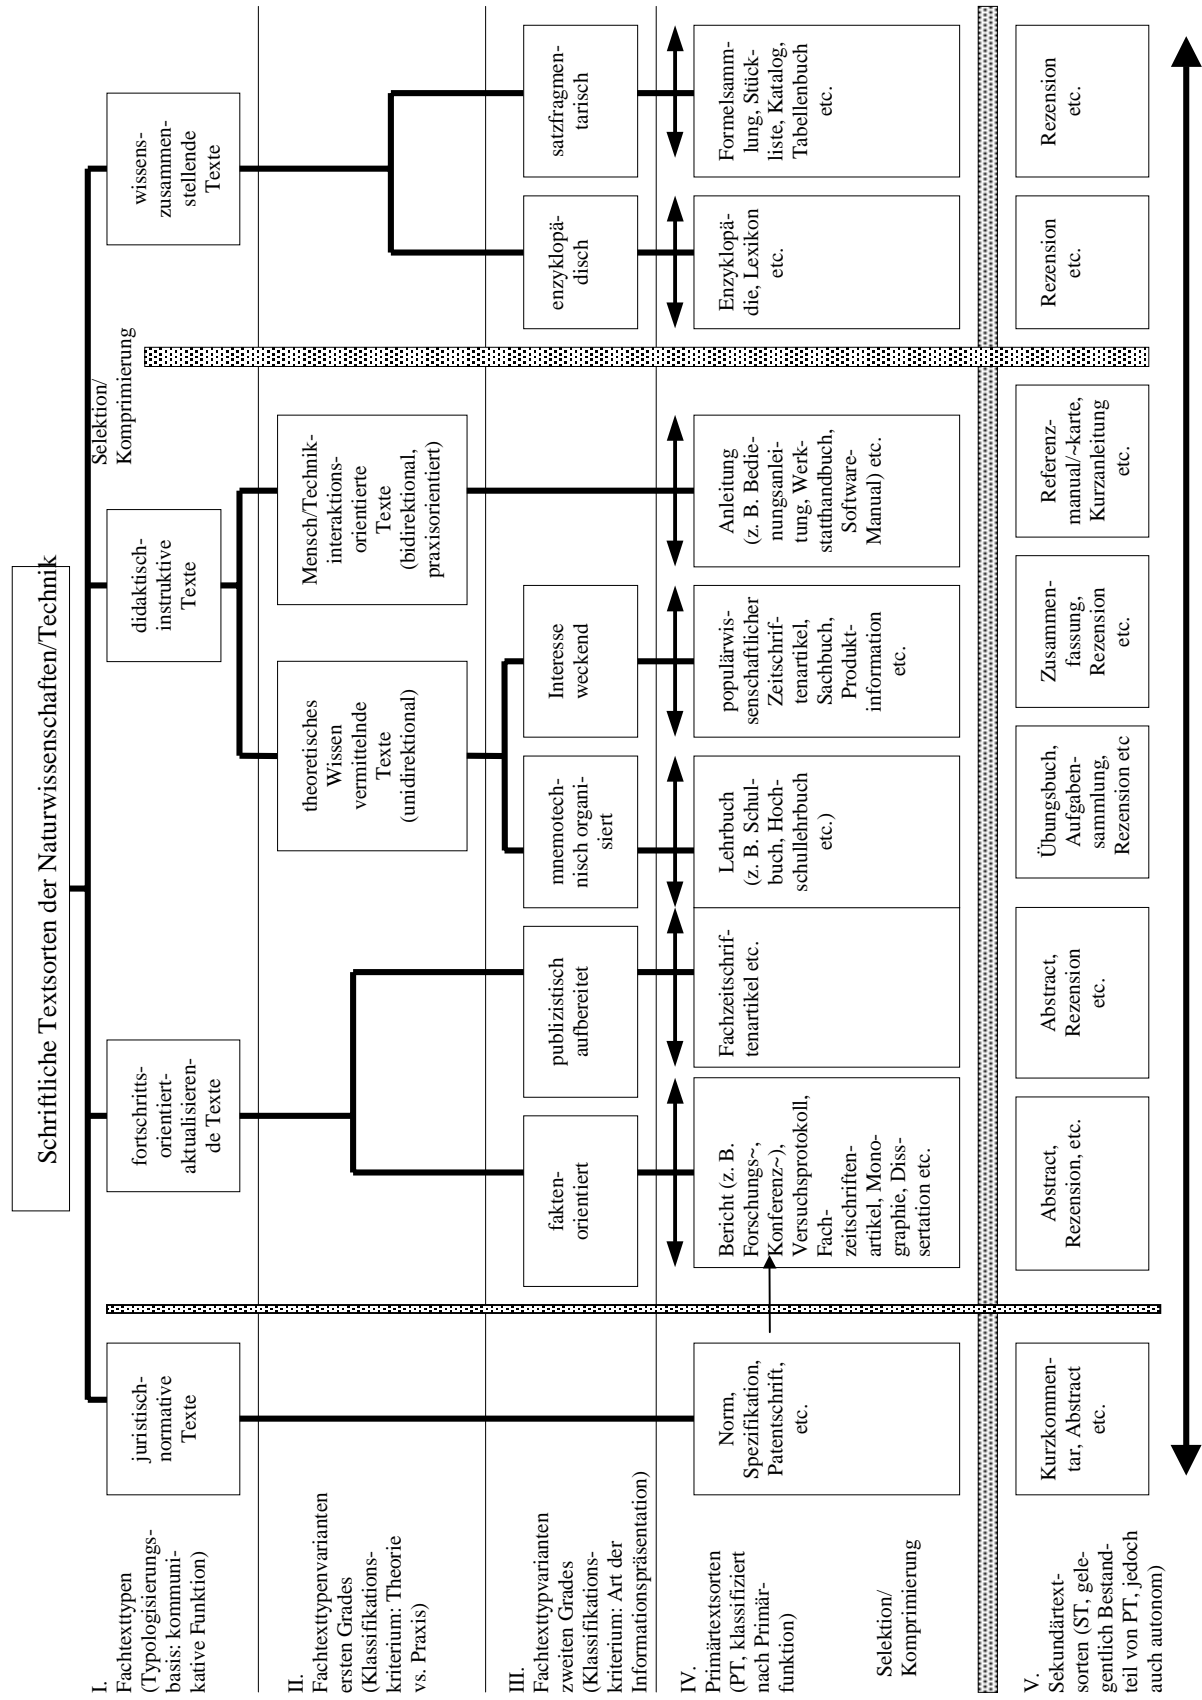 Schriftliche Textsorten der Naturwissenschaften/Technik
I.
Fachtexttypen
(Typologisierungs-
basis: kommuni-
kative Funktion)
juristisch-
normative
Texte
fortschritts-
orientiert-
aktualisieren-
de Texte
didaktisch-
instruktive
Texte
Selektion/
Komprimierung
wissens-
zusammen-
stellende
Texte
II.
Fachtexttypenvarianten
ersten Grades
(Klassifikations-
kriterium: Theorie
vs. Praxis)
theoretisches
Wissen
vermittelnde
Texte
(unidirektional)
Mensch/Technik-
interaktions-
orientierte
Texte
(bidirektional,
praxisorientiert)
III.
Fachtexttypvarianten
zweiten Grades
(Klassifikations-
kriterium: Art der
Informationspräsentation)
fakten-
orientiert
publizistisch
aufbereitet
mnemotech-
nisch organi-
siert
Interesse
weckend
enzyklopä-
disch
satzfragmen-
tarisch
IV.
Primärtextsorten
(PT, klassifiziert
nach Primär-
funktion)
Norm,
Spezifikation,
Patentschrift,
etc.
Bericht (z. B.
Forschungs~,
Konferenz~),
Versuchsprotokoll,
Fach-
zeitschriften-
artikel, Mono-
graphie, Diss-
sertation etc.
Fachzeitschrif-
tenartikel etc.
Lehrbuch
(z. B. Schul-
buch, Hoch-
schullehrbuch
etc.)
populärwis-
senschaftlicher
Zeitschrif-
tenartikel,
Sachbuch,
Produkt-
information
etc.
Anleitung
(z. B. Bedie-
nungsanlei-
tung, Werk-
statthandbuch,
Software-
Manual) etc.
Enzyklopä-
die, Lexikon
etc.
Formelsamm-
lung, Stück-
liste, Katalog,
Tabellenbuch
etc.
Selektion/
Komprimierung
V.
Sekundärtext-
sorten (ST, gele-
gentlich Bestand-
teil von PT, jedoch
auch autonom)
Kurzkommen-
tar, Abstract
etc.
Abstract,
Rezension, etc.
Abstract,
Rezension
etc.
Übungsbuch,
Aufgaben-
sammlung,
Rezension etc
Zusammen-
fassung,
Rezension
etc.
Referenz-
manual/~karte,
Kurzanleitung
etc.
Rezension
etc.
Rezension
etc.